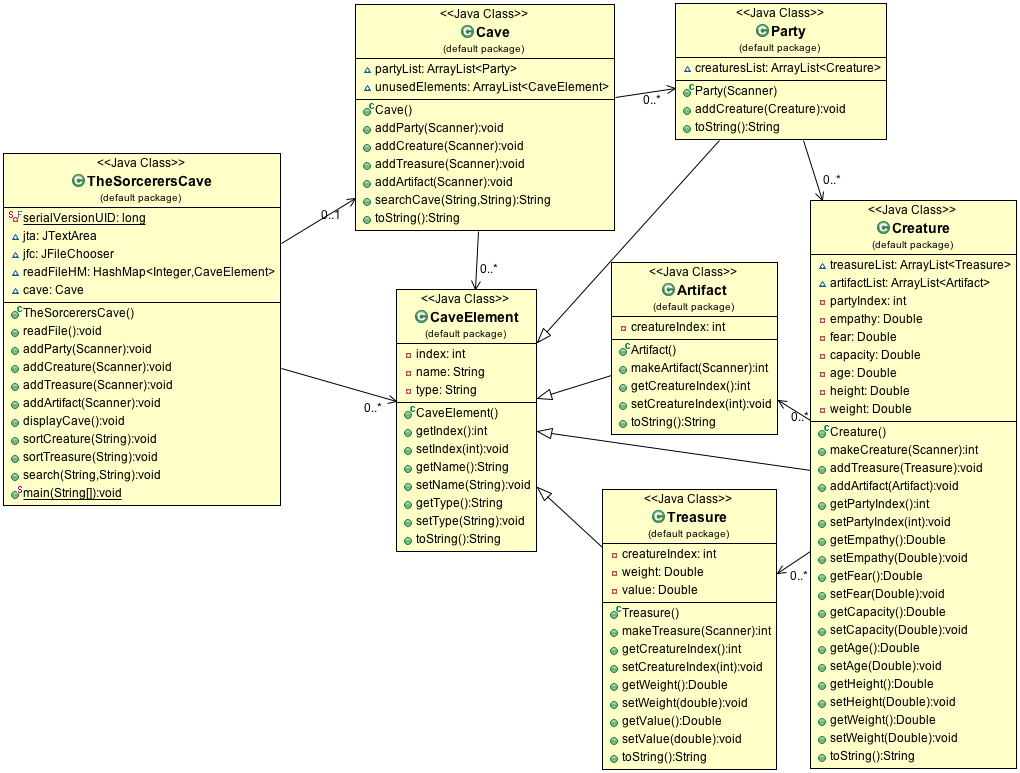 <<Java Class>>
TheSorcerersCave
(default package)
serialVersionUID: long
jta: JTextArea
jfc: JFileChooser
readFileHM: HashMap<Integer,CaveElement>
cave: Cave
TheSorcerersCave()
readFile():void
addParty(Scanner):void
addCreature(Scanner):void
addTreasure(Scanner):void
addArtifact(Scanner):void
displayCave():void
sortCreature(String):void
sortTreasure(String):void
search(String,String):void
main(String[]):void
0..1
0..*
<<Java Class>>
Cave
(default package)
partyList: ArrayList<Party>
unusedElements: ArrayList<CaveElement>
Cave()
addParty(Scanner):void
addCreature(Scanner):void
addTreasure(Scanner):void
addArtifact(Scanner):void
searchCave(String,String):String
toString():String
0..*
0..*
<<Java Class>>
Party
(default package)
creaturesList: ArrayList<Creature>
Party(Scanner)
addCreature(Creature):void
toString():String
0..*
<<Java Class>>
CaveElement
(default package)
index: int
name: String
type: String
CaveElement()
getIndex():int
setIndex(int):void
getName():String
setName(String):void
getType():String
setType(String):void
toString():String
<<Java Class>>
Artifact
(default package)
creatureIndex: int
Artifact()
makeArtifact(Scanner):int
getCreatureIndex():int
setCreatureIndex(int):void
toString():String
0..*
<<Java Class>>
Treasure
(default package)
creatureIndex: int
weight: Double
value: Double
Treasure()
makeTreasure(Scanner):int
getCreatureIndex():int
setCreatureIndex(int):void
getWeight():Double
setWeight(double):void
getValue():Double
setValue(double):void
toString():String
0..*
<<Java Class>>
Creature
(default package)
treasureList: ArrayList<Treasure>
artifactList: ArrayList<Artifact>
partyIndex: int
empathy: Double
fear: Double
capacity: Double
age: Double
height: Double
weight: Double
Creature()
makeCreature(Scanner):int
addTreasure(Treasure):void
addArtifact(Artifact):void
getPartyIndex():int
setPartyIndex(int):void
getEmpathy():Double
setEmpathy(Double):void
getFear():Double
setFear(Double):void
getCapacity():Double
setCapacity(Double):void
getAge():Double
setAge(Double):void
getHeight():Double
setHeight(Double):void
getWeight():Double
setWeight(Double):void
toString():String